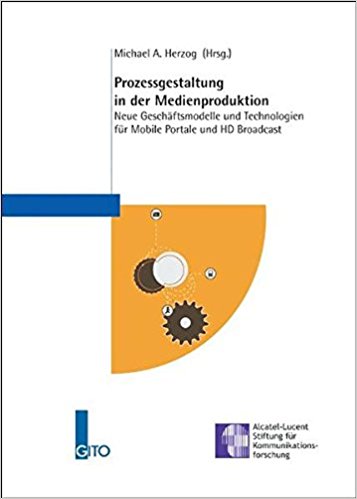 Michael A. Herzog (Hrsg.)
Prozessgestaltung
in der Medienproduktion
Neue Geschäftsmodelle und Technologien
für Mobile Portale und HD Broadcast
GITO
Alcatel-Lucent
Stiftung für
Kommunikations-
forschung